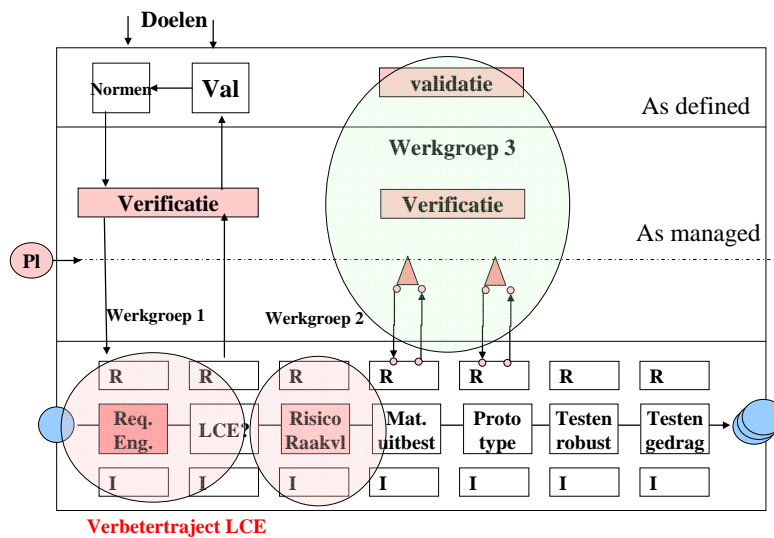 Doelen
Normen
Val
validatie
As defined
Werkgroep 3
Verificatie
Verificatie
As managed
Pl
Werkgroep 1
Werkgroep 2
R
R
R
R
R
R
R
Req.
Eng.
LCE?
Risico
Raakvl
Mat.
uitbest
Proto
type
Testen
robust
Testen
gedrag
I
I
I
I
I
I
I
Verbetertraject LCE